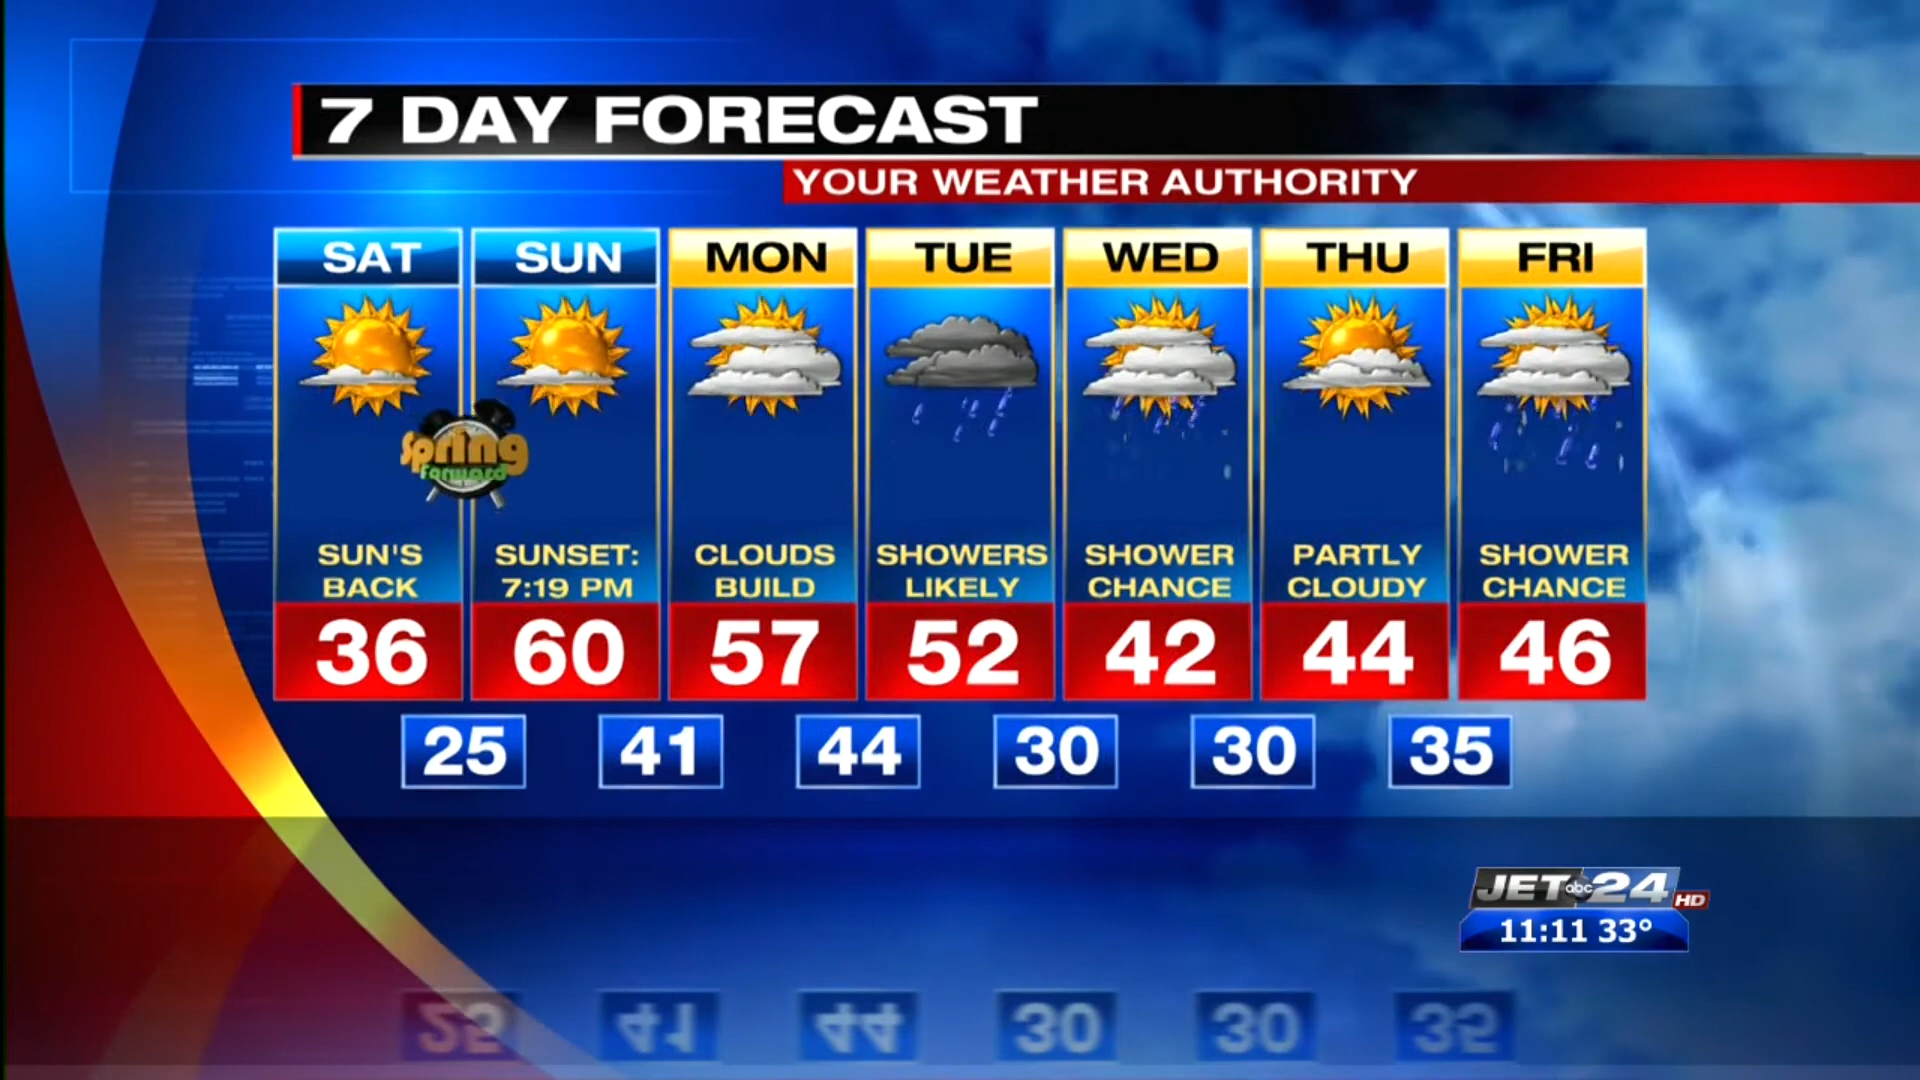 7 DAY FORECAST
YOUR WEATHER AUTHORITY
SAT SUN MON TUE WED THU FRI
Spring
Forward
SUN'S BACK
SUNSET: 7:19 PM
CLOUDS BUILD
SHOWERS LIKELY
SHOWER CHANCE
PARTLY CLOUDY
SHOWER CHANCE
36 60 57 52 42 44 46
25 41 44 30 30 35
JET abc 24 HD
11:11 33°